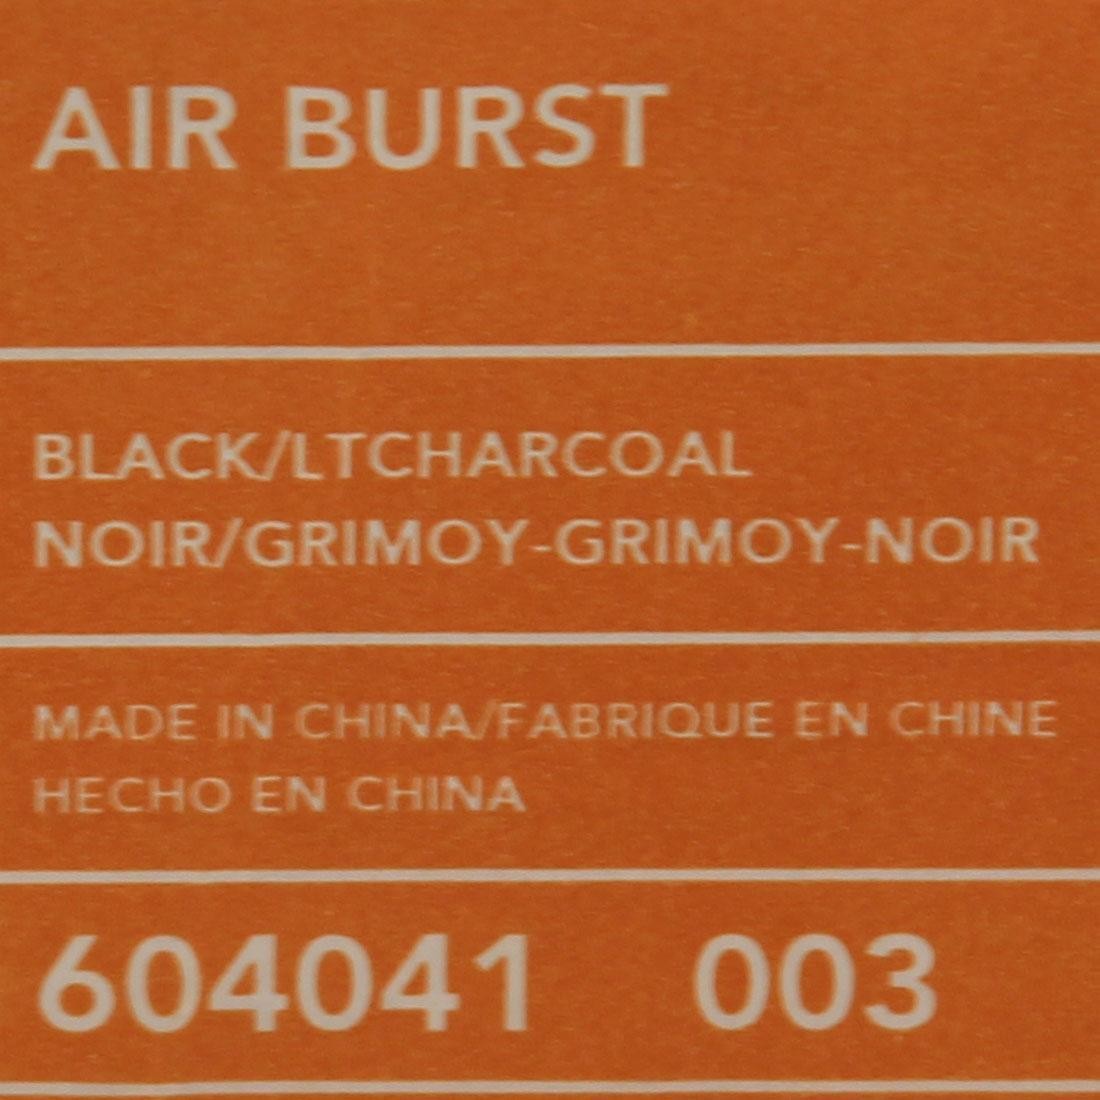 AIR BURST
BLACK/LTCHARCOAL
NOIR/GRIMOY-GRIMOY-NOIR
MADE IN CHINA/FABRIQUE EN CHINE
HECHO EN CHINA
604041 003